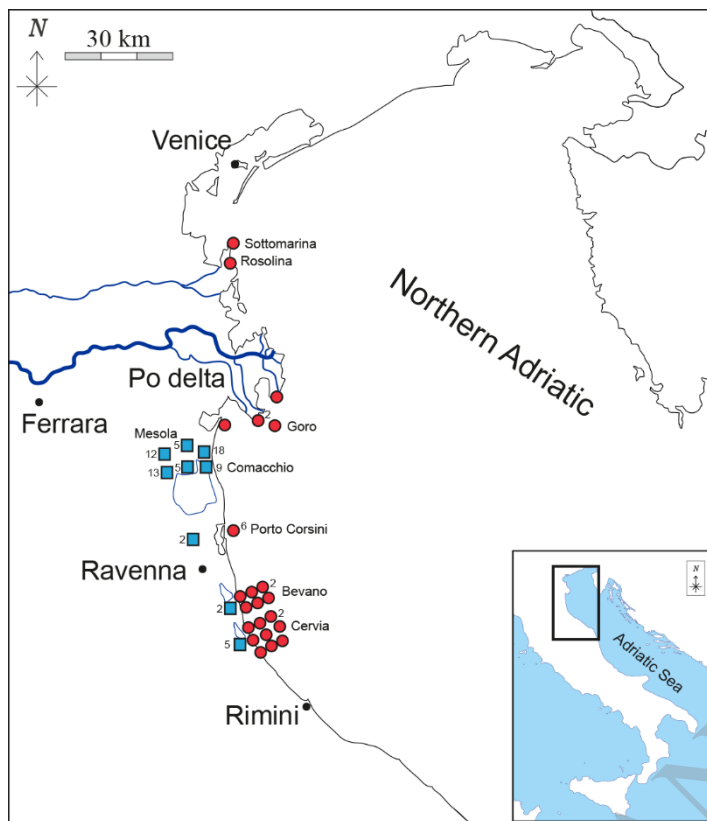 N
30 km
Venice
Sottomarina
Rosolina
Northern Adriatic
Po delta
Ferrara
2
Goro
Mesola
5
12
18
13
5
9
Comacchio
6
Porto Corsini
2
Ravenna
2
Bevano
2
2
Cervia
5
Rimini
N
Adriatic Sea